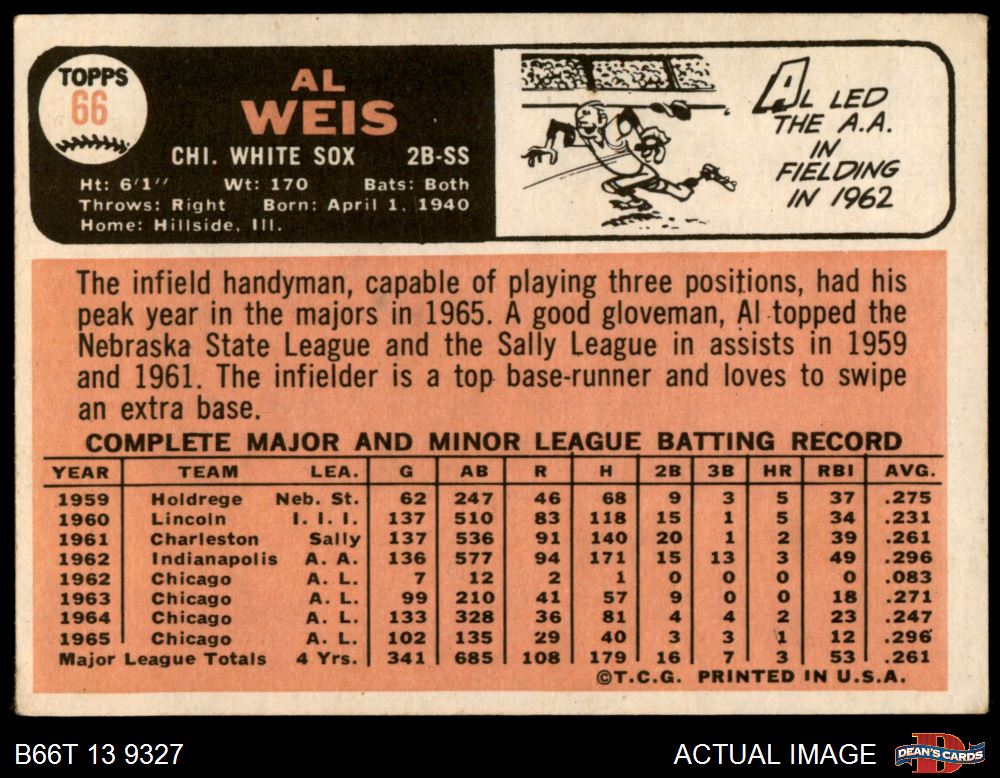 TOPPS
66
AL
WEIS
CHI. WHITE SOX 2B-SS
Ht: 6'1" Wt: 170 Bats: Both
Throws: Right Born: April 1, 1940
Home: Hillside, Ill.
AL LED
THE A.A.
IN
FIELDING
IN 1962
The infield handyman, capable of playing three positions, had his
peak year in the majors in 1965. A good gloveman, Al topped the
Nebraska State League and the Sally League in assists in 1959
and 1961. The infielder is a top base-runner and loves to swipe
an extra base.
COMPLETE MAJOR AND MINOR LEAGUE BATTING RECORD
YEAR TEAM LEA. G AB R H 2B 3B HR RBI AVG.
1959 Holdrege Neb. St. 62 247 46 68 9 3 5 37 .275
1960 Lincoln I. I. I. 137 510 83 118 15 1 5 34 .231
1961 Charleston Sally 137 536 91 140 20 1 2 39 .261
1962 Indianapolis A. A. 136 577 94 171 15 13 3 49 .296
1962 Chicago A. L. 7 12 2 1 0 0 0 0 .083
1963 Chicago A. L. 99 210 41 57 9 0 0 18 .271
1964 Chicago A. L. 133 328 36 81 4 4 2 23 .247
1965 Chicago A. L. 102 135 29 40 3 3 1 12 .296
Major League Totals 4 Yrs. 341 685 108 179 16 7 3 53 .261
©T.C.G. PRINTED IN U.S.A.
B66T 13 9327 ACTUAL IMAGE DEAN'S CARDS